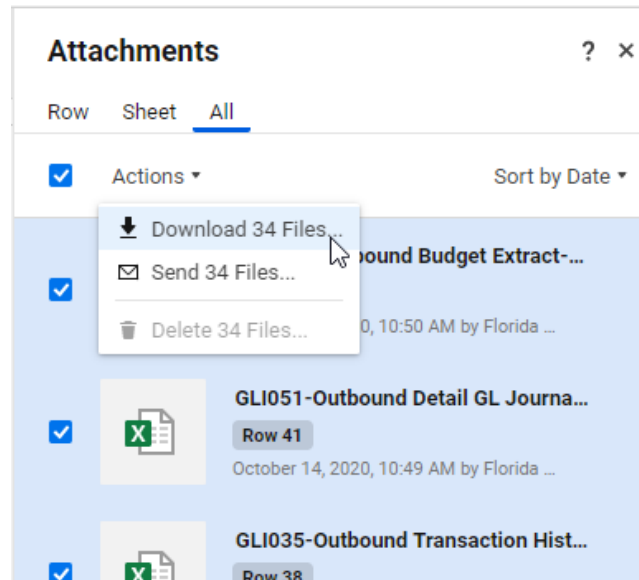 Attachments ? ×
Row Sheet All
Actions Sort by Date
Download 34 Files...
Send 34 Files...
Delete 34 Files...
Budget Extract-...
10:50 AM by Florida ...
GLI051-Outbound Detail GL Journa...
Row 41
October 14, 2020, 10:49 AM by Florida ...
GLI035-Outbound Transaction Hist...
Row 38